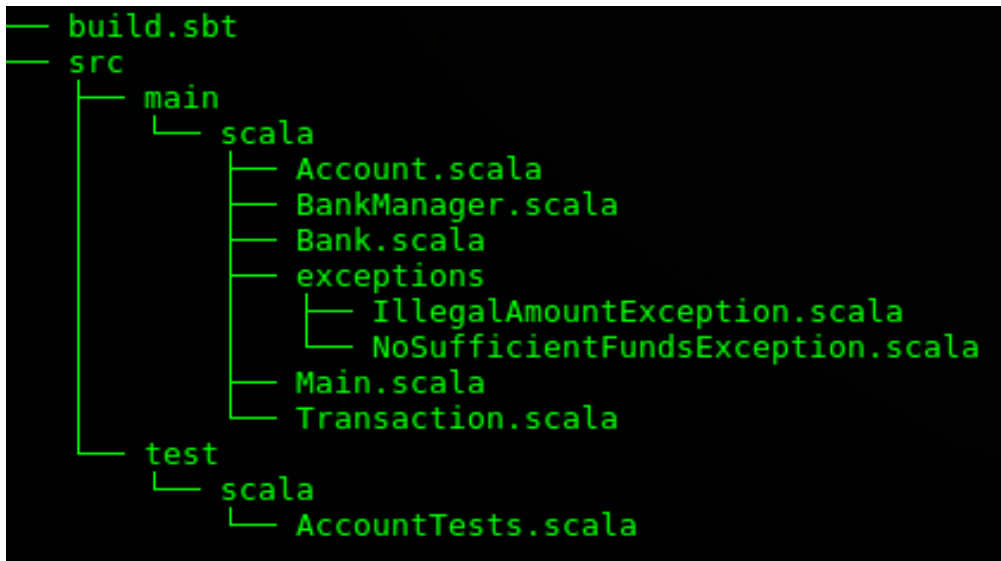 build.sbt
src
main
scala
Account.scala
BankManager.scala
Bank.scala
exceptions
IllegalAmountException.scala
NoSufficientFundsException.scala
Main.scala
Transaction.scala
test
scala
AccountTests.scala